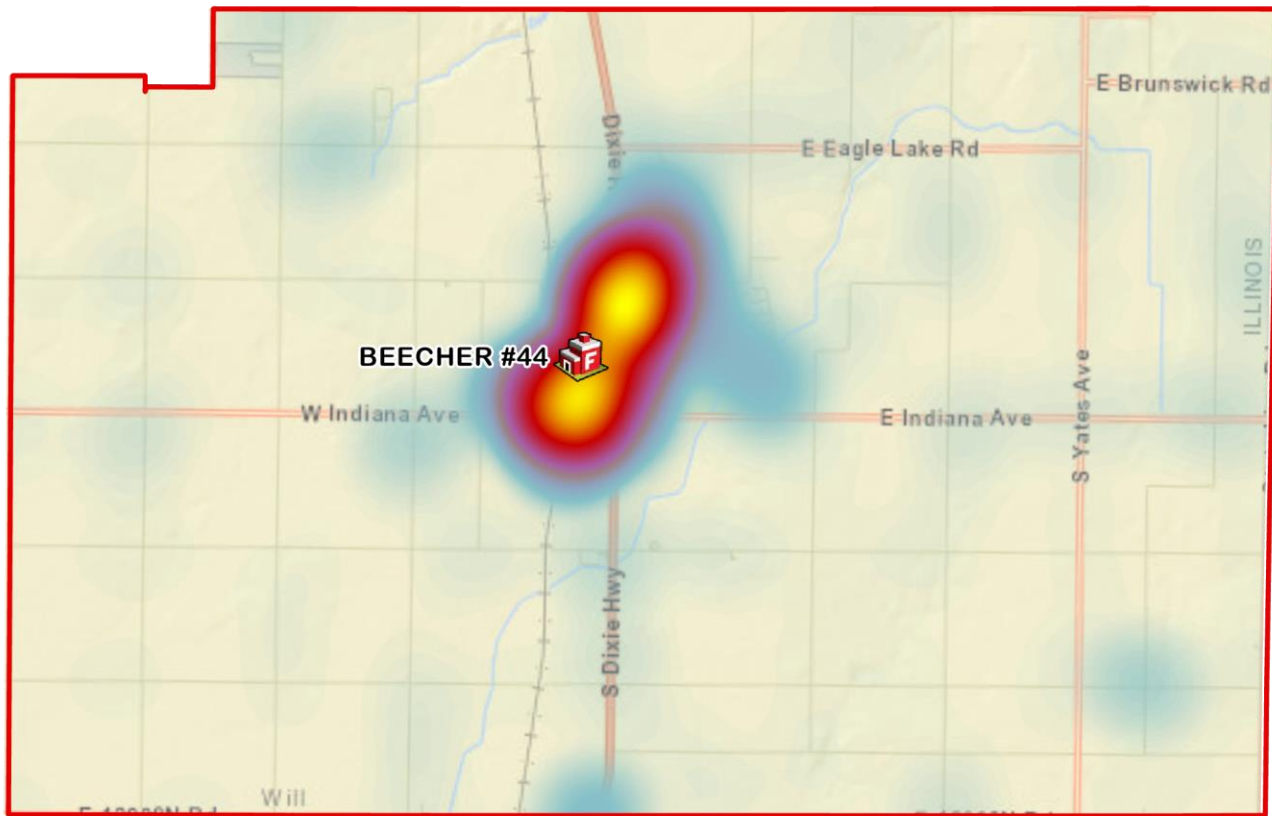 E Brunswick Rd
Dixie
E Eagle Lake Rd
ILLINOIS
BEECHER #44
F
W Indiana Ave
E Indiana Ave
S Yates Ave
S Dixie Hwy
Will